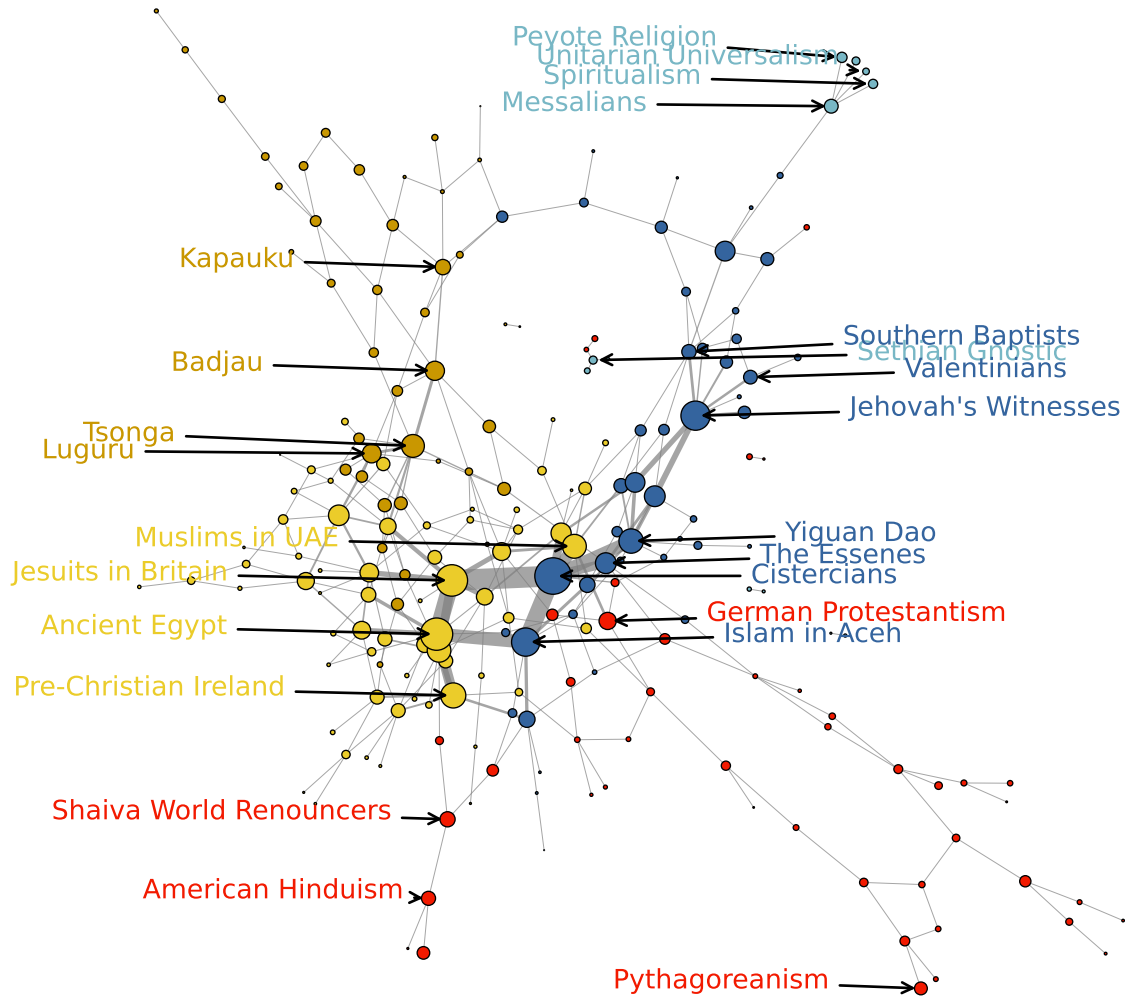 Peyote Religion
Unitarian Universalism
Spiritualism
Messalians
Kapauku
Southern Baptists
Sethian Gnostic
Valentinians
Badjau
Jehovah's Witnesses
Tsonga
Luguru
Muslims in UAE
Yiguan Dao
The Essenes
Jesuits in Britain
Cistercians
German Protestantism
Ancient Egypt
Islam in Aceh
Pre-Christian Ireland
Shaiva World Renouncers
American Hinduism
Pythagoreanism